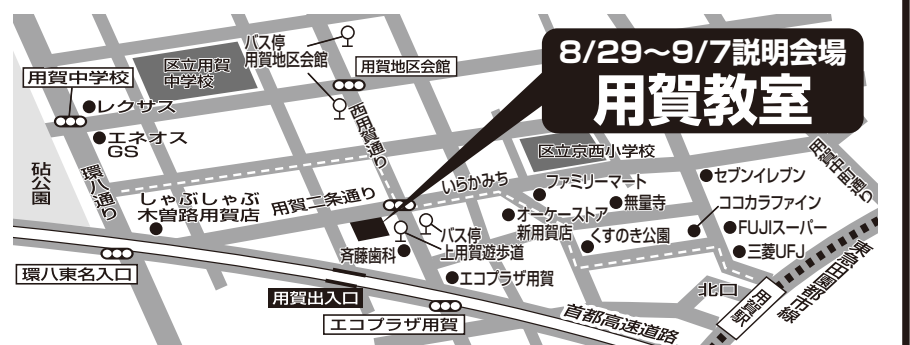 8/29〜9/7説明会場
用賀教室
バス停
用賀地区会館
用賀地区会館
区立用賀
中学校
用賀中学校
レクサス
エネオス
GS
砧公園
環八通り
西用賀通り
しゃぶしゃぶ
木曽路用賀店
用賀二条通り
いらかみち
区立京西小学校
用賀中町通り
ファミリーマート
無量寺
セブンイレブン
ココカラファイン
オーケーストア
新用賀店
くすのき公園
FUJIスーパー
三菱UFJ
バス停
上用賀遊歩道
斉藤歯科
エコプラザ用賀
環八東名入口
用賀出入口
エコプラザ用賀
首都高速道路
北口
用賀駅
東急田園都市線